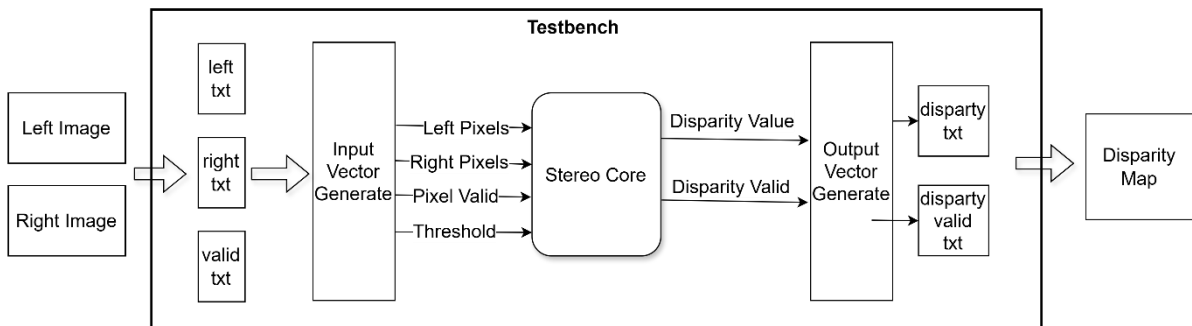 Testbench
Left Image
Right Image
left
txt
right
txt
valid
txt
Input
Vector
Generate
Left Pixels
Right Pixels
Pixel Valid
Threshold
Stereo Core
Disparity Value
Disparity Valid
Output
Vector
Generate
disparty
txt
disparty
valid
txt
Disparity
Map